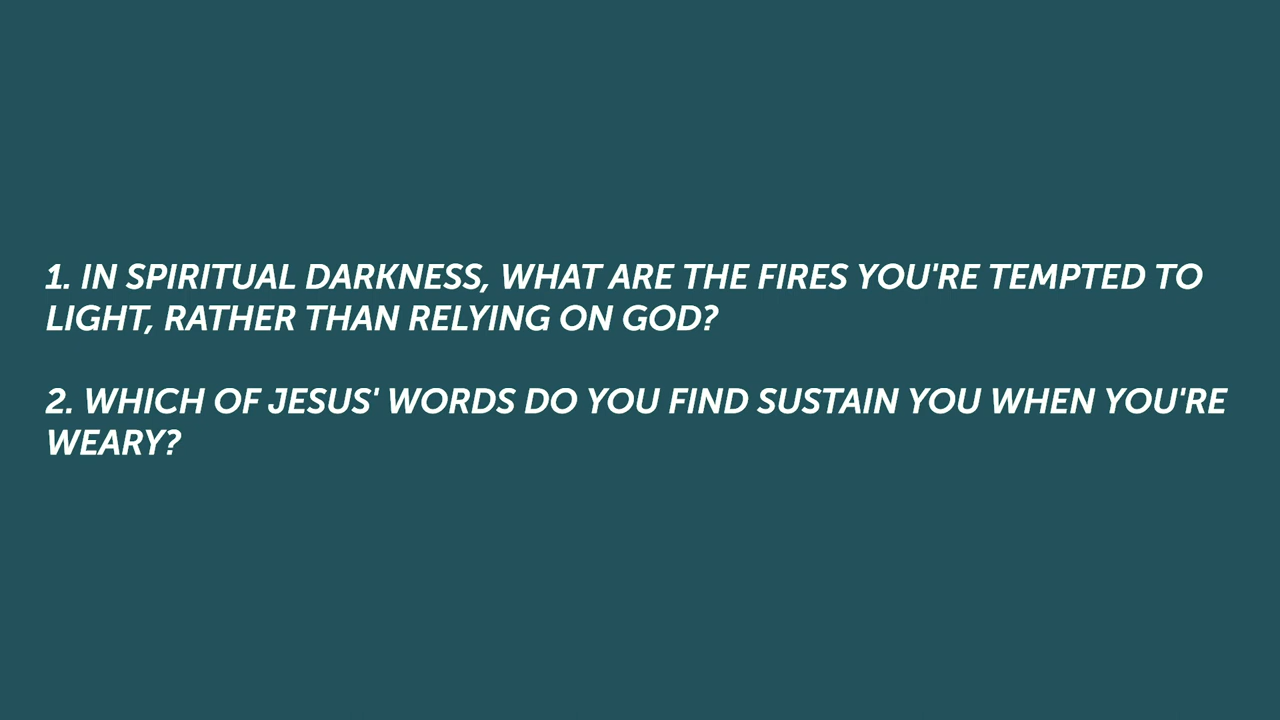 1. IN SPIRITUAL DARKNESS, WHAT ARE THE FIRES YOU'RE TEMPTED TO
LIGHT, RATHER THAN RELYING ON GOD?
2. WHICH OF JESUS' WORDS DO YOU FIND SUSTAIN YOU WHEN YOU'RE
WEARY?